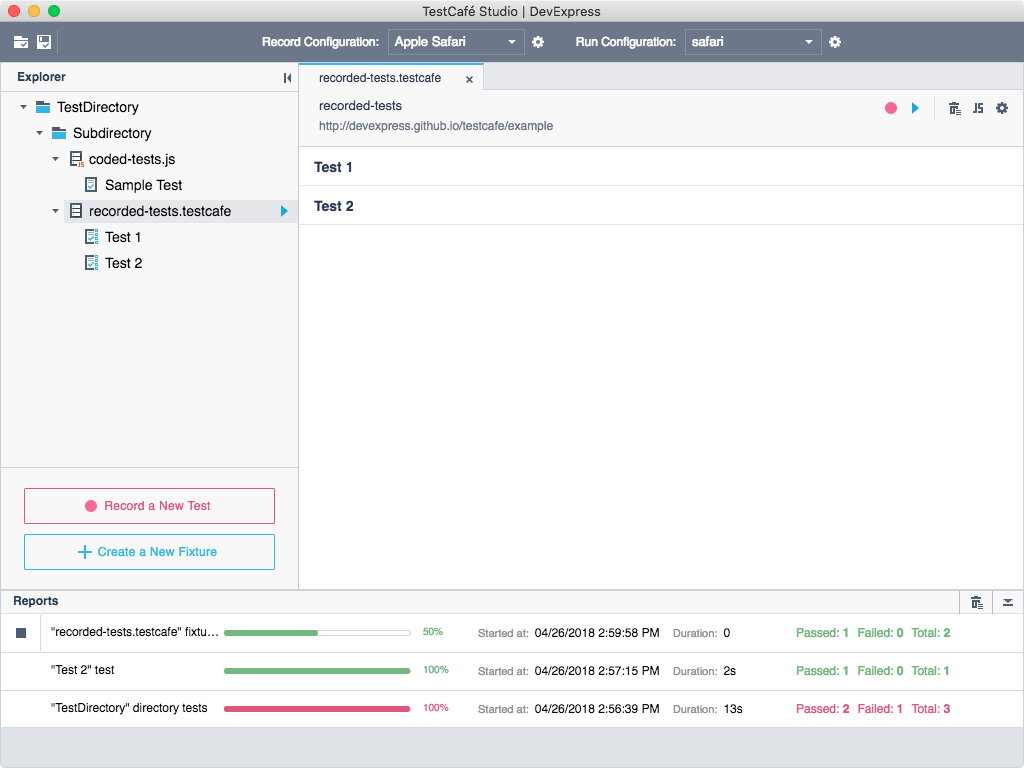 TestCafé Studio | DevExpress
Record Configuration: Apple Safari Run Configuration: safari
Explorer
TestDirectory
Subdirectory
coded-tests.js
Sample Test
recorded-tests.testcafe
Test 1
Test 2
Record a New Test
Create a New Fixture
recorded-tests.testcafe
recorded-tests
http://devexpress.github.io/testcafe/example
JS
Test 1
Test 2
Reports
"recorded-tests.testcafe" fixtu... 50% Started at: 04/26/2018 2:59:58 PM Duration: 0 Passed: 1 Failed: 0 Total: 2
"Test 2" test 100% Started at: 04/26/2018 2:57:15 PM Duration: 2s Passed: 1 Failed: 0 Total: 1
"TestDirectory" directory tests 100% Started at: 04/26/2018 2:56:39 PM Duration: 13s Passed: 2 Failed: 1 Total: 3